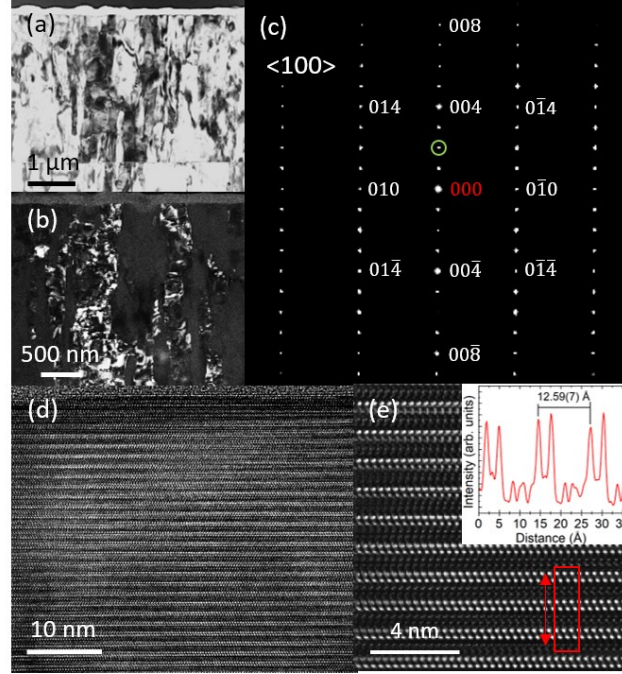 (a)
1 µm
(b)
500 nm
(c)
<100>
008
014
004
01̄4
010
000
01̄0
014̄
004̄
01̄4̄
008̄
(d)
10 nm
(e)
4 nm
12.59(7) Å
Intensity (arb. units)
0 5 10 15 20 25 30 35
Distance (Å)